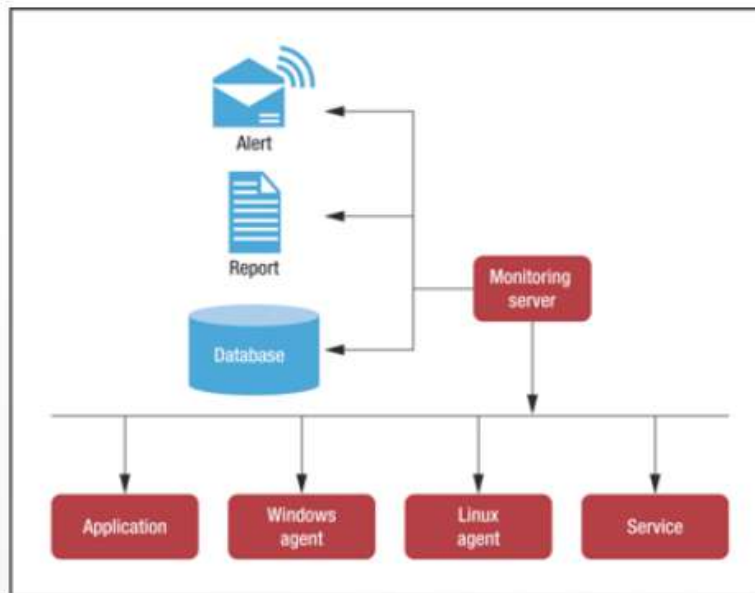 Alert
Report
Monitoring
server
Database
Application
Windows
agent
Linux
agent
Service